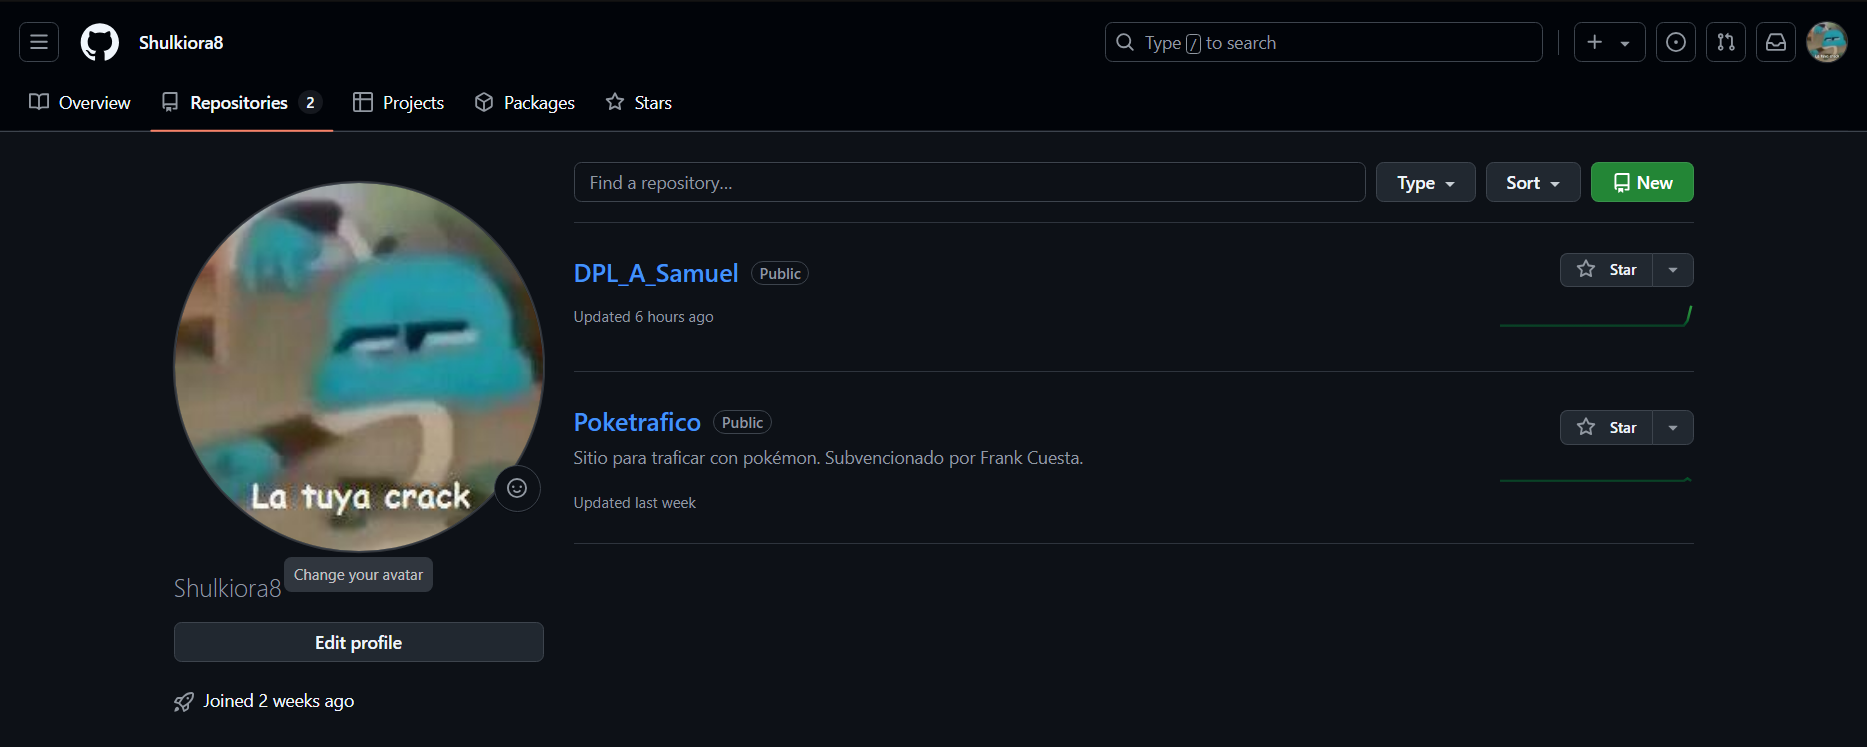 Shulkiora8
Type / to search
Overview
Repositories 2
Projects
Packages
Stars
La tuya crack
Change your avatar
Shulkiora8
Edit profile
Joined 2 weeks ago
Find a repository...
Type
Sort
New
DPL_A_Samuel Public
Star
Updated 6 hours ago
Poketrafico Public
Star
Sitio para traficar con pokémon. Subvencionado por Frank Cuesta.
Updated last week